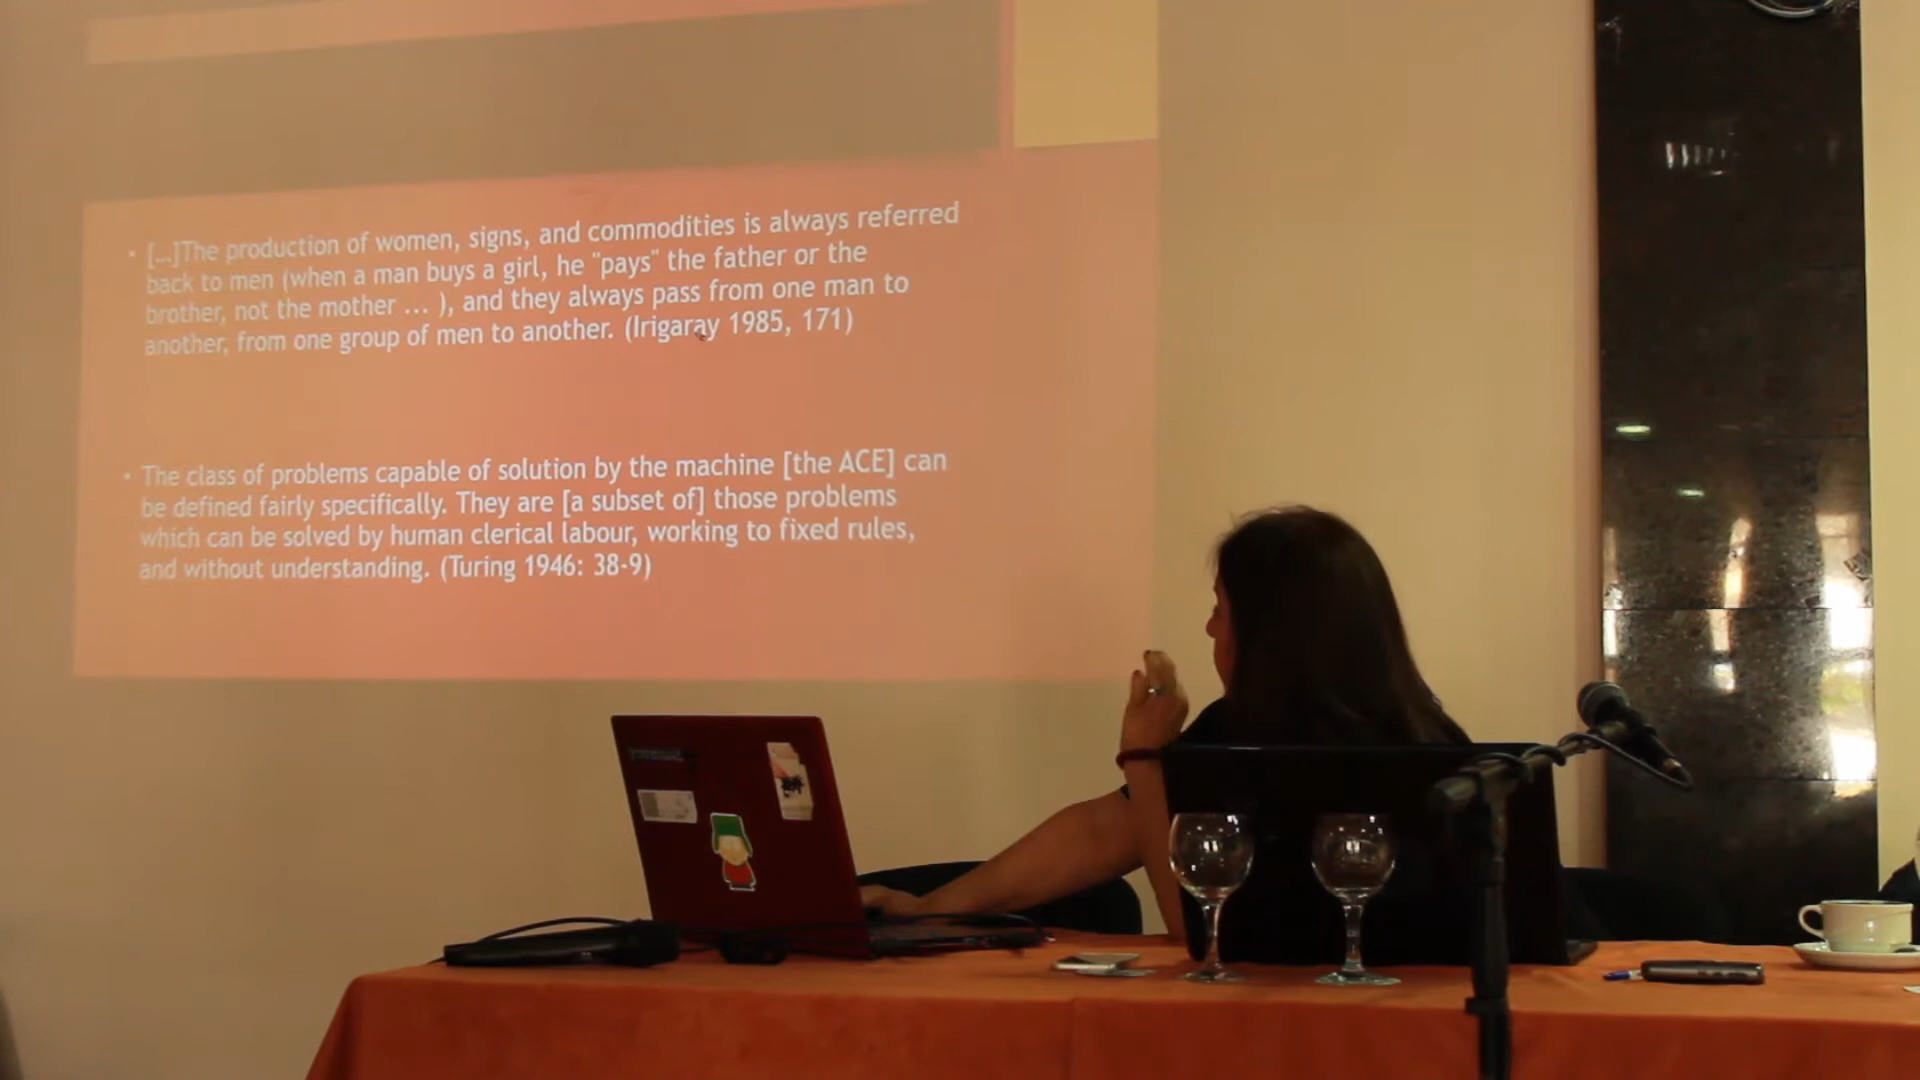 • […]The production of women, signs, and commodities is always referred
back to men (when a man buys a girl, he "pays" the father or the
brother, not the mother ... ), and they always pass from one man to
another, from one group of men to another. (Irigaray 1985, 171)
• The class of problems capable of solution by the machine [the ACE] can
be defined fairly specifically. They are [a subset of] those problems
which can be solved by human clerical labour, working to fixed rules,
and without understanding. (Turing 1946: 38-9)